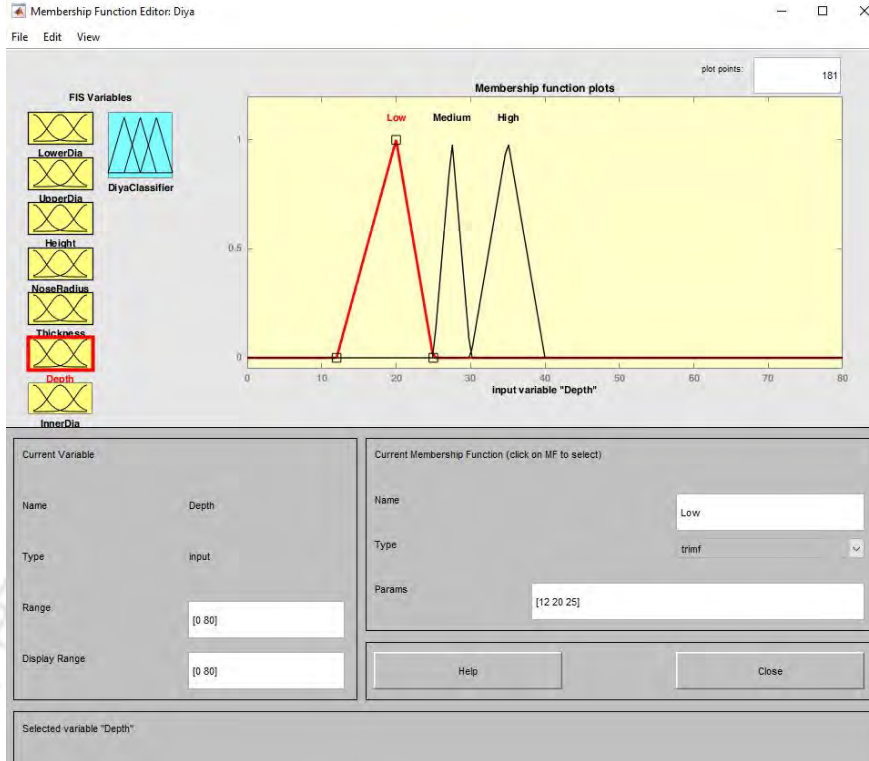 Membership Function Editor: Diya
File Edit View
FIS Variables
LowerDia
UpperDia
Height
NoseRadius
Thickness
Depth
InnerDia
DiyaClassifier
plot points:
181
Membership function plots
Low Medium High
1
0.5
0
0 10 20 30 40 50 60 70 80
input variable "Depth"
Current Variable
Name Depth
Type input
Range [0 80]
Display Range [0 80]
Current Membership Function (click on MF to select)
Name Low
Type trimf
Params [12 20 25]
Help Close
Selected variable "Depth"